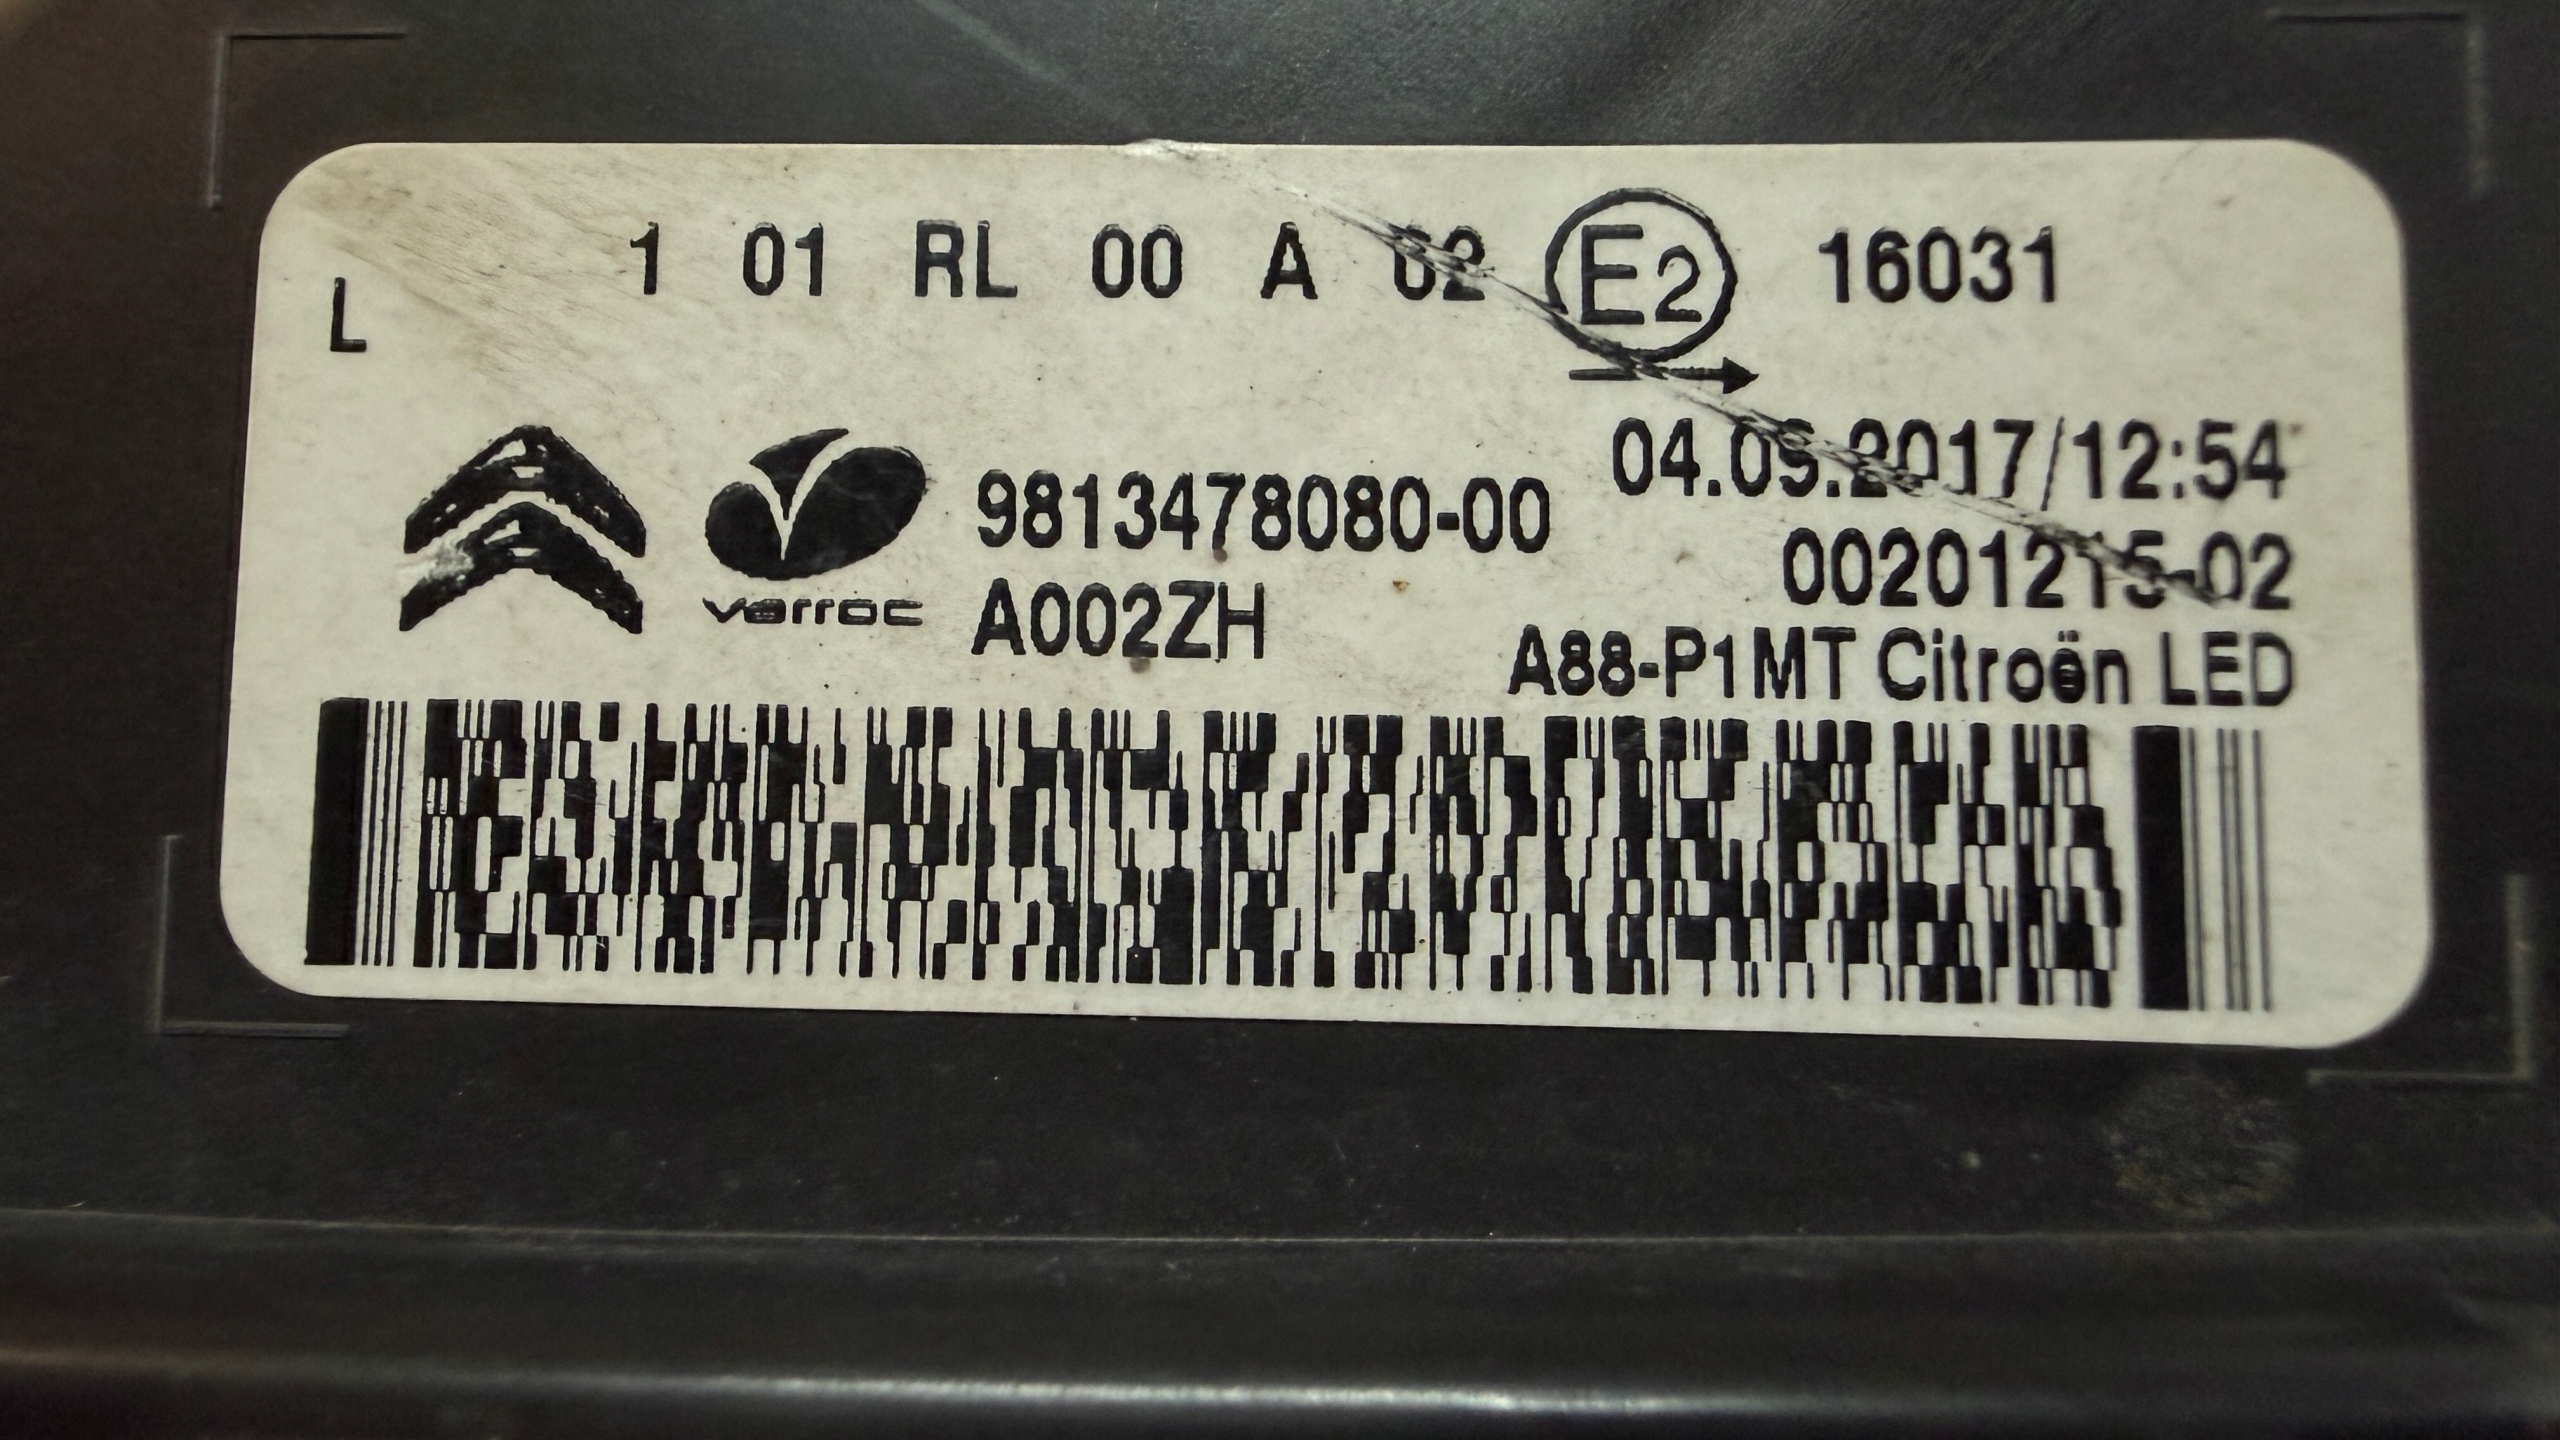 1 01 RL 00 A 02 E2 16031
L
04.09.2017/12:54
9813478080-00
varroc
A002ZH
00201215-02
A88-P1MT Citroën LED